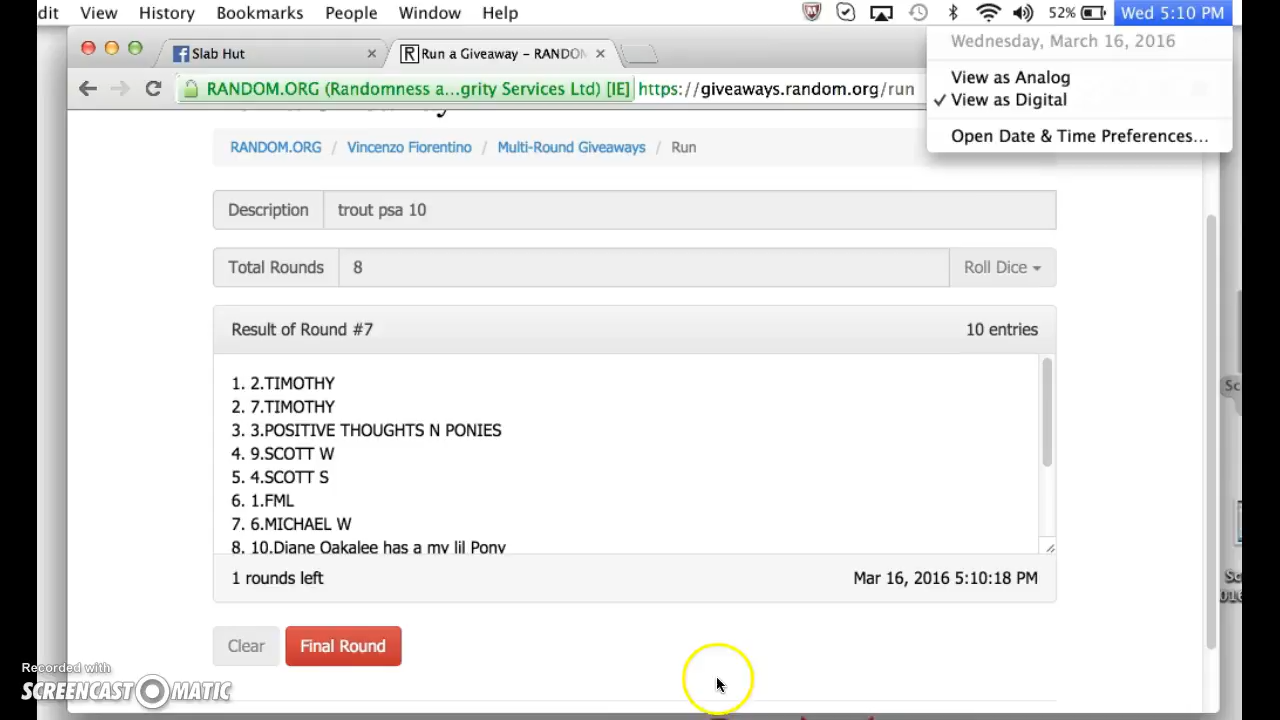 dit View History Bookmarks People Window Help 52% Wed 5:10 PM
Wednesday, March 16, 2016
View as Analog
✓ View as Digital
Open Date & Time Preferences...
Slab Hut × Run a Giveaway – RANDOM ×
RANDOM.ORG (Randomness a...grity Services Ltd) [IE] https://giveaways.random.org/run
RANDOM.ORG / Vincenzo Fiorentino / Multi-Round Giveaways / Run
Description trout psa 10
Total Rounds 8 Roll Dice
Result of Round #7 10 entries
1. 2.TIMOTHY
2. 7.TIMOTHY
3. 3.POSITIVE THOUGHTS N PONIES
4. 9.SCOTT W
5. 4.SCOTT S
6. 1.FML
7. 6.MICHAEL W
8. 10.Diane Oakalee has a my lil Pony
1 rounds left Mar 16, 2016 5:10:18 PM
Clear Final Round
Recorded with
SCREENCAST-O-MATIC